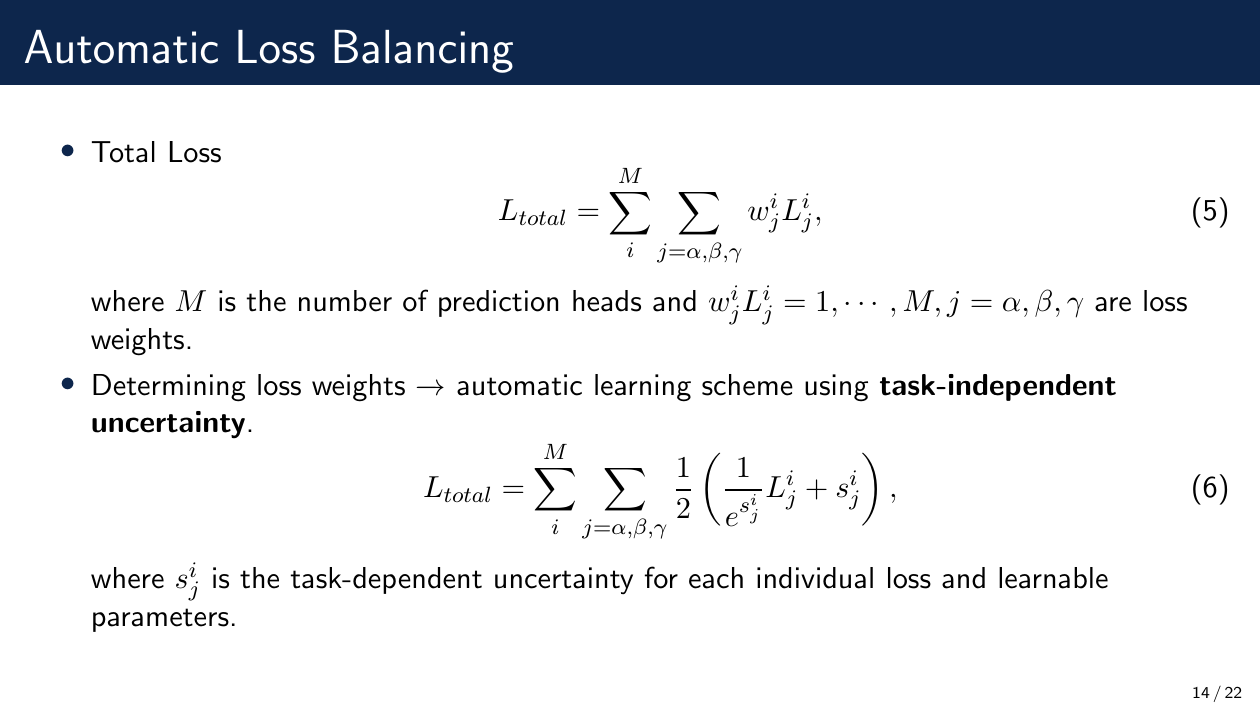 Automatic Loss Balancing
• Total Loss
$L_{total} = \sum_{i}^{M} \sum_{j=\alpha,\beta,\gamma} w_j^i L_j^i,$ (5)
where $M$ is the number of prediction heads and $w_j^i L_j^i = 1, \cdots, M, j = \alpha, \beta, \gamma$ are loss
weights.
• Determining loss weights → automatic learning scheme using task-independent
uncertainty.
$L_{total} = \sum_{i}^{M} \sum_{j=\alpha,\beta,\gamma} \frac{1}{2} \left( \frac{1}{e^{s_j^i}} L_j^i + s_j^i \right),$ (6)
where $s_j^i$ is the task-dependent uncertainty for each individual loss and learnable
parameters.
14 / 22